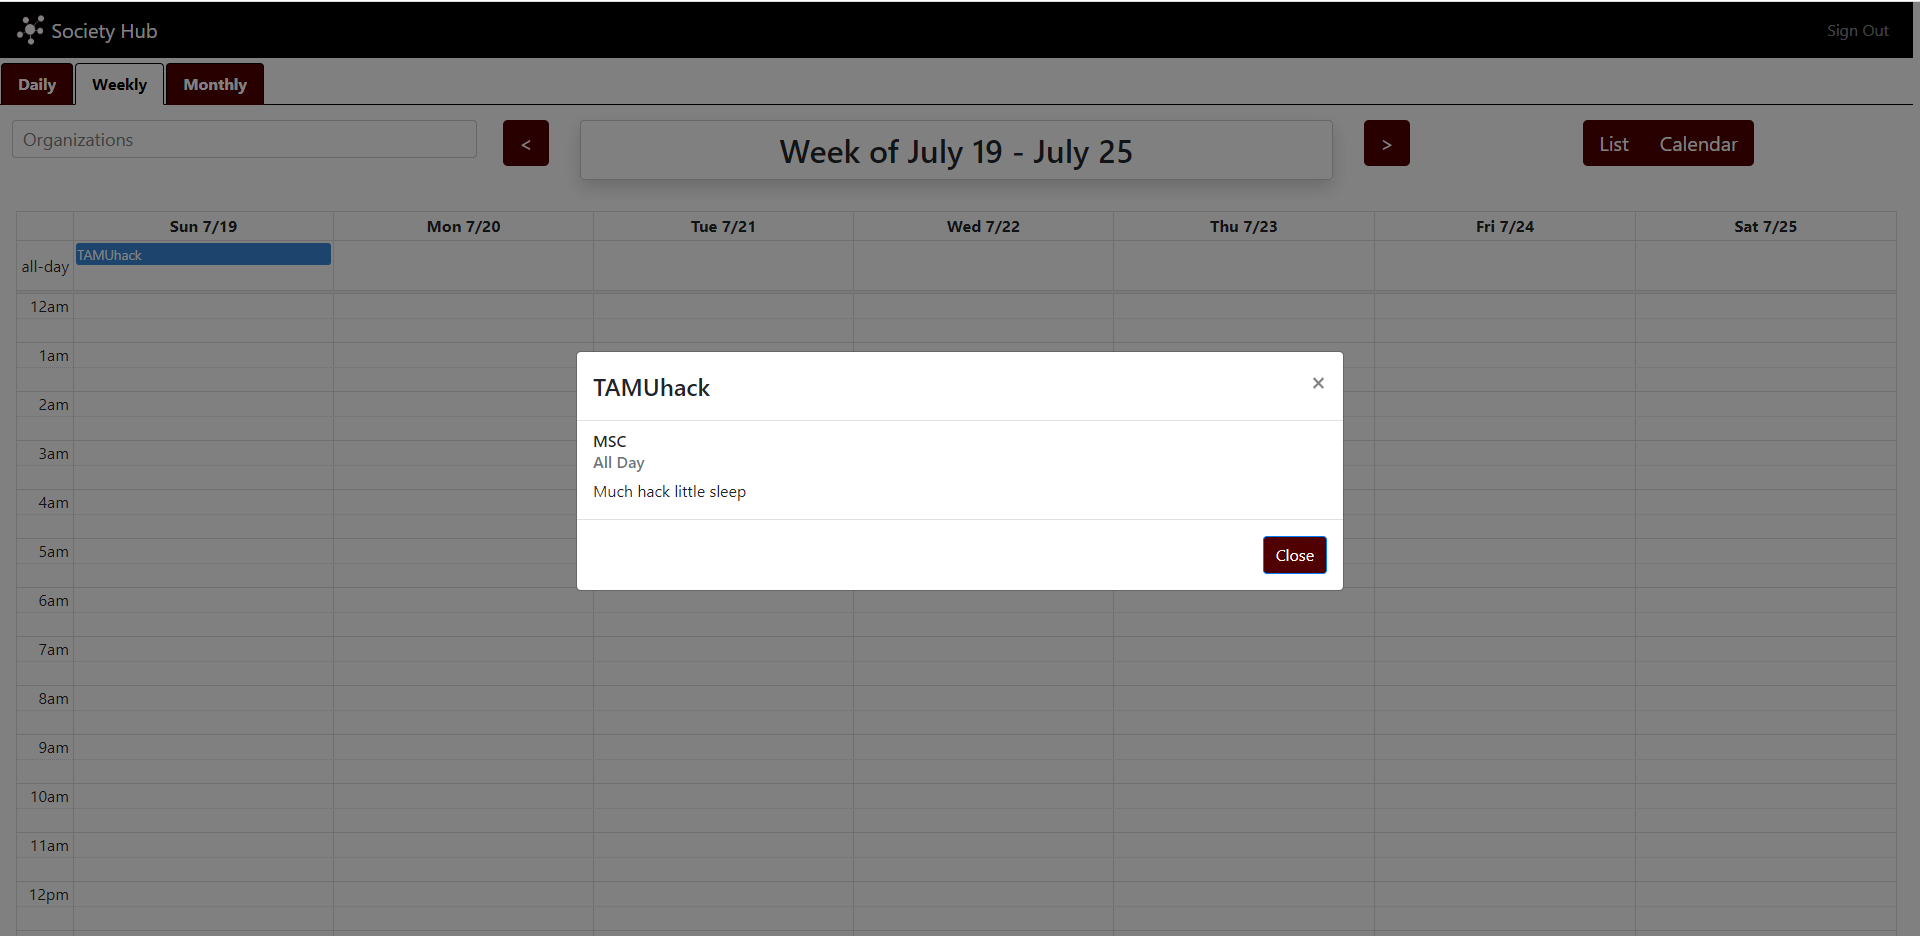 Society Hub
Sign Out
Daily
Weekly
Monthly
Organizations
<
Week of July 19 - July 25
>
List
Calendar
Sun 7/19
Mon 7/20
Tue 7/21
Wed 7/22
Thu 7/23
Fri 7/24
Sat 7/25
all-day
TAMUhack
12am
1am
2am
3am
4am
5am
6am
7am
8am
9am
10am
11am
12pm
TAMUhack
×
MSC
All Day
Much hack little sleep
Close